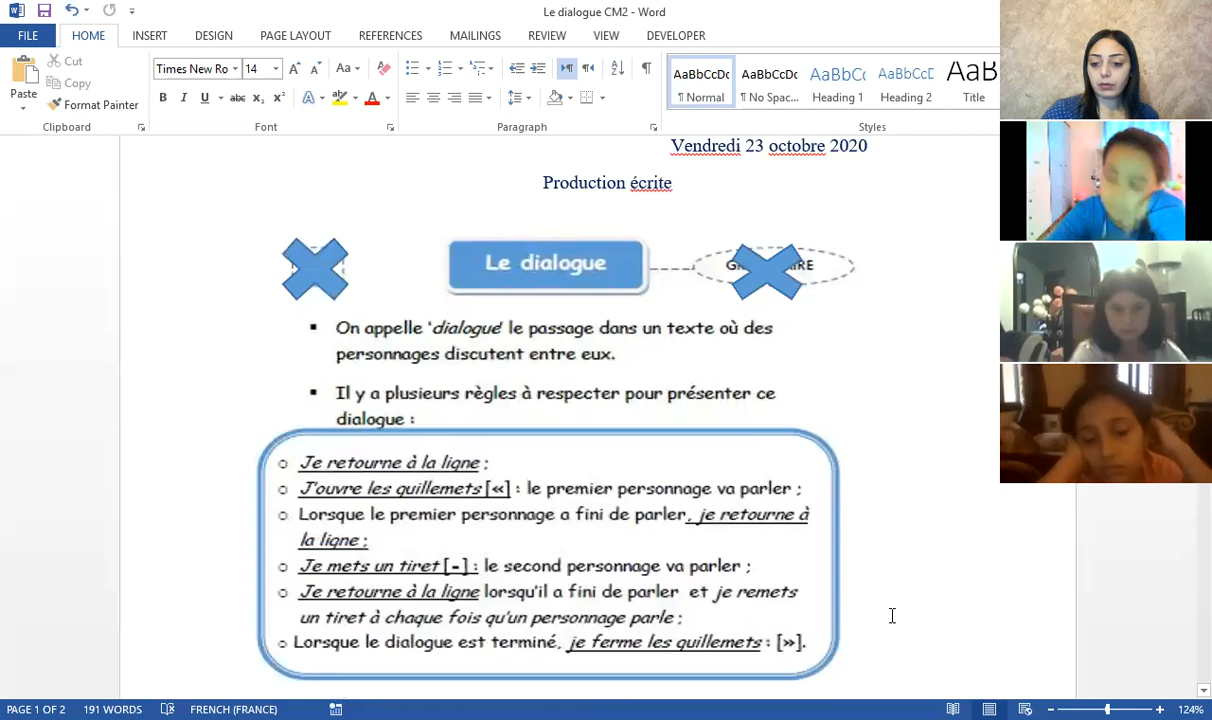 Le dialogue CM2 - Word
FILE HOME INSERT DESIGN PAGE LAYOUT REFERENCES MAILINGS REVIEW VIEW DEVELOPER
Cut
Copy
Paste
Format Painter
Times New Ro 14
AaBbCcDc AaBbCcDc AaBbCc AaBbCcD AaB
¶ Normal ¶ No Spac... Heading 1 Heading 2 Title
Clipboard Font Paragraph Styles
Vendredi 23 octobre 2020
Production écrite
Le dialogue
▪ On appelle 'dialogue' le passage dans un texte où des
personnages discutent entre eux.
▪ Il y a plusieurs règles à respecter pour présenter ce
dialogue :
o Je retourne à la ligne ;
o J'ouvre les guillemets [«] : le premier personnage va parler ;
o Lorsque le premier personnage a fini de parler, je retourne à
la ligne ;
o Je mets un tiret [-] : le second personnage va parler ;
o Je retourne à la ligne lorsqu'il a fini de parler et je remets
un tiret à chaque fois qu'un personnage parle ;
o Lorsque le dialogue est terminé, je ferme les guillemets : [»].
PAGE 1 OF 2 191 WORDS FRENCH (FRANCE) 124%